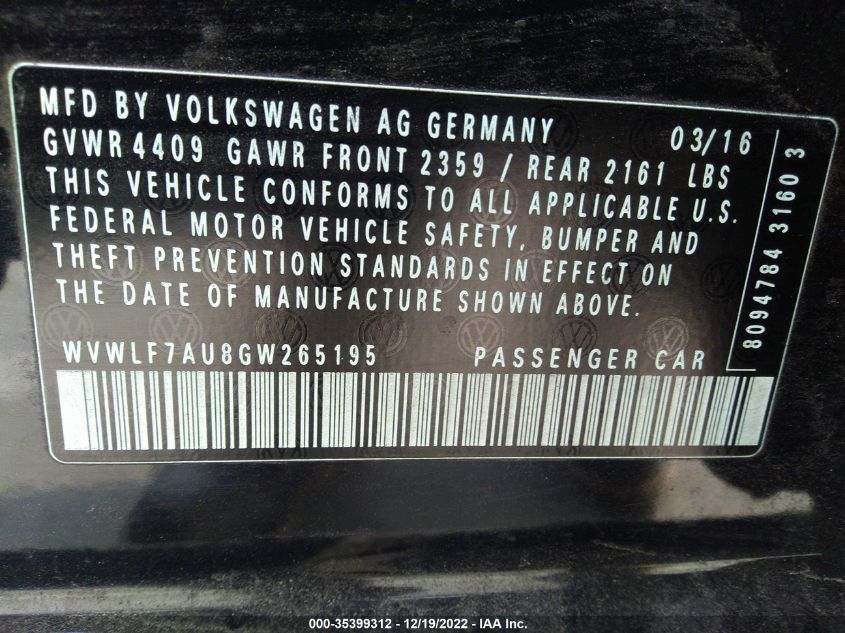 MFD BY VOLKSWAGEN AG GERMANY 03/16
GVWR 4409 GAWR FRONT 2359 / REAR 2161 LBS
THIS VEHICLE CONFORMS TO ALL APPLICABLE U.S.
FEDERAL MOTOR VEHICLE SAFETY, BUMPER AND
THEFT PREVENTION STANDARDS IN EFFECT ON
THE DATE OF MANUFACTURE SHOWN ABOVE.
WVWLF7AU8GW265195 PASSENGER CAR
8094784 3160 3
000-35399312 - 12/19/2022 - IAA Inc.